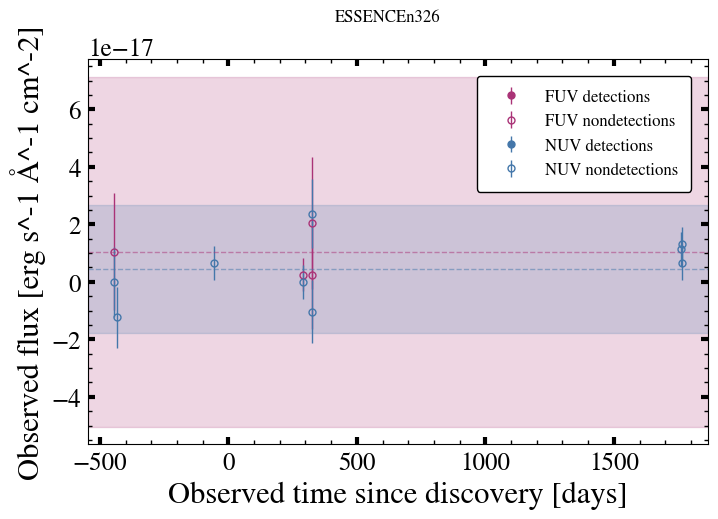 ESSENCEn326
1e−17
Observed flux [erg s^-1 Å^-1 cm^-2]
6
4
2
0
−2
−4
FUV detections
FUV nondetections
NUV detections
NUV nondetections
−500 0 500 1000 1500
Observed time since discovery [days]